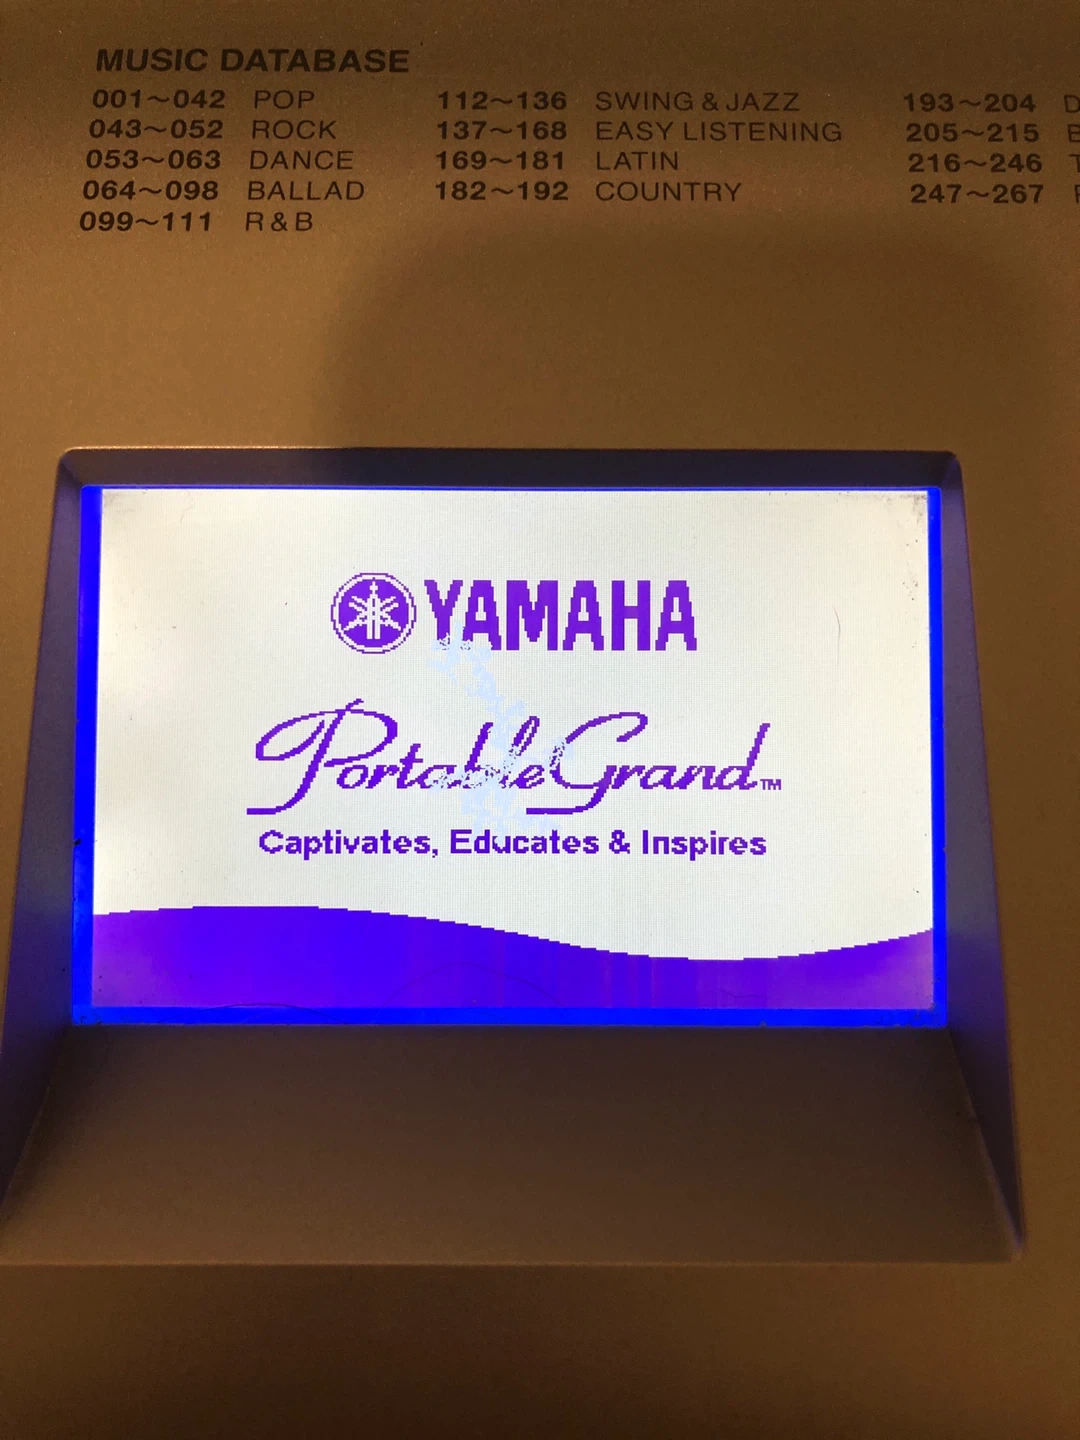 MUSIC DATABASE
001~042 POP
043~052 ROCK
053~063 DANCE
064~098 BALLAD
099~111 R & B
112~136 SWING & JAZZ
137~168 EASY LISTENING
169~181 LATIN
182~192 COUNTRY
193~204
205~215
216~246
247~267
YAMAHA
Portable Grand™
Captivates, Educates & Inspires